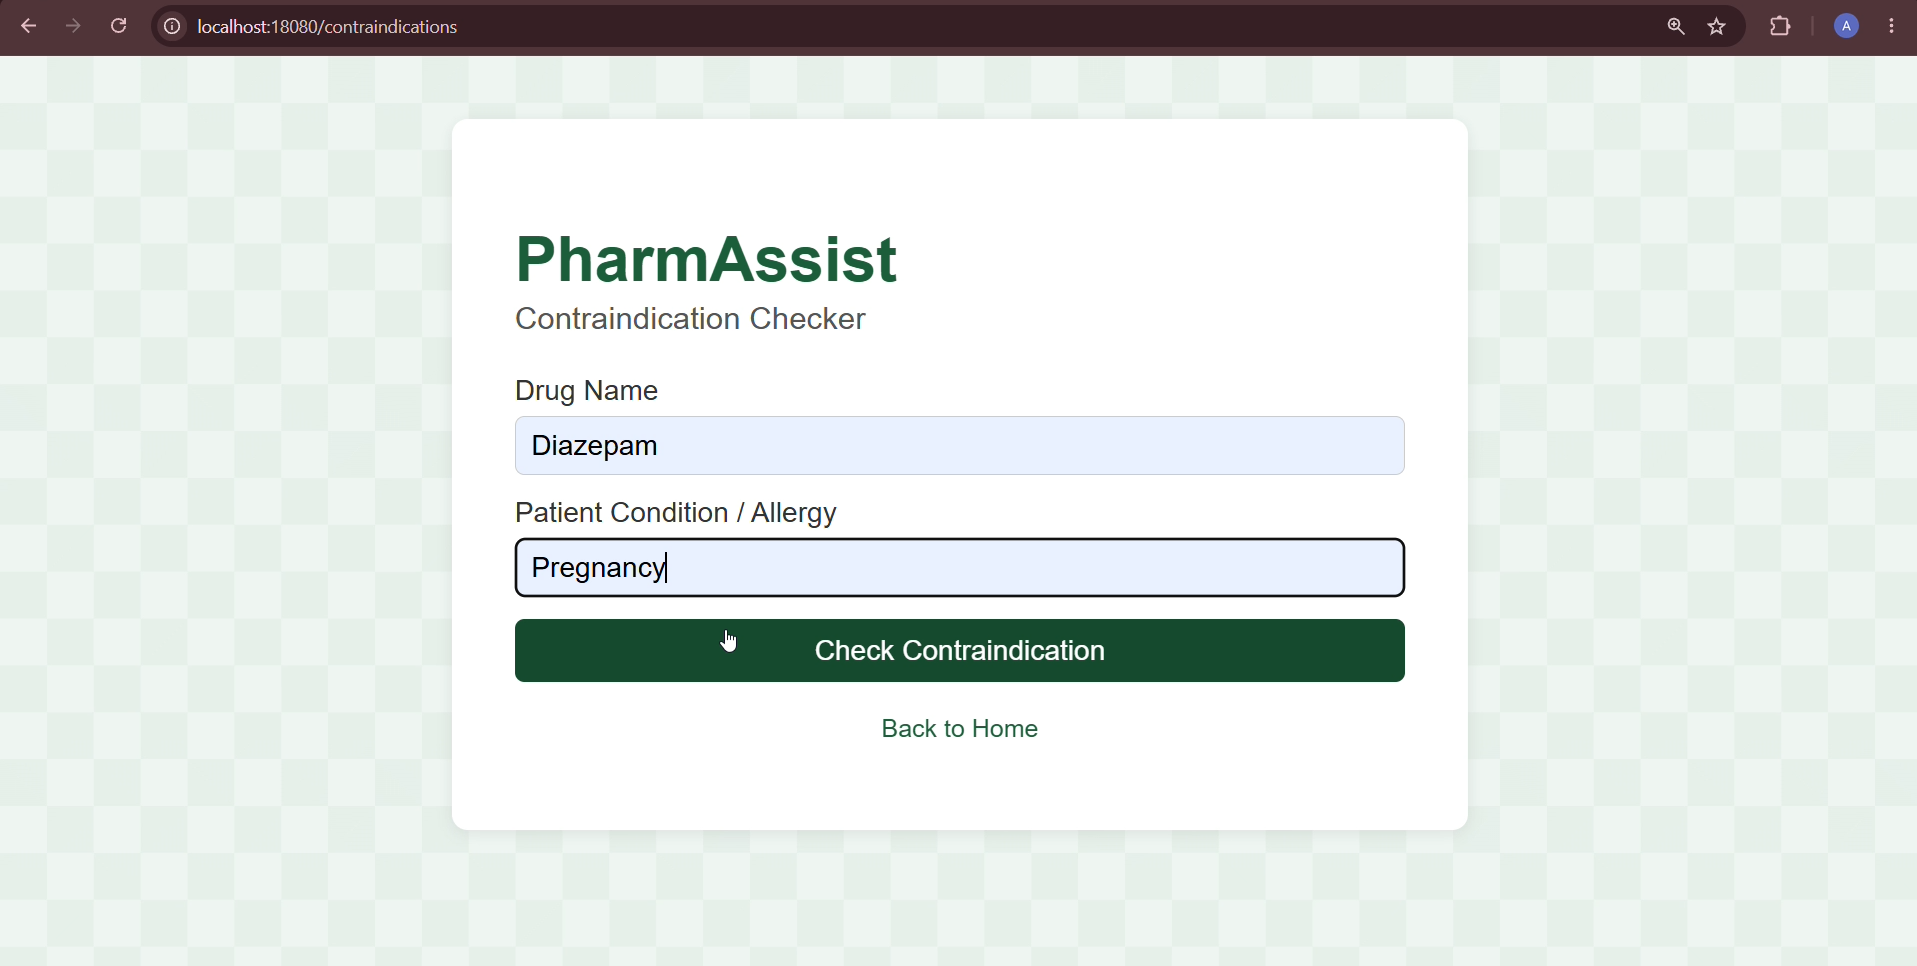 localhost:18080/contraindications
A
PharmAssist
Contraindication Checker
Drug Name
Diazepam
Patient Condition / Allergy
Pregnancy
Check Contraindication
Back to Home